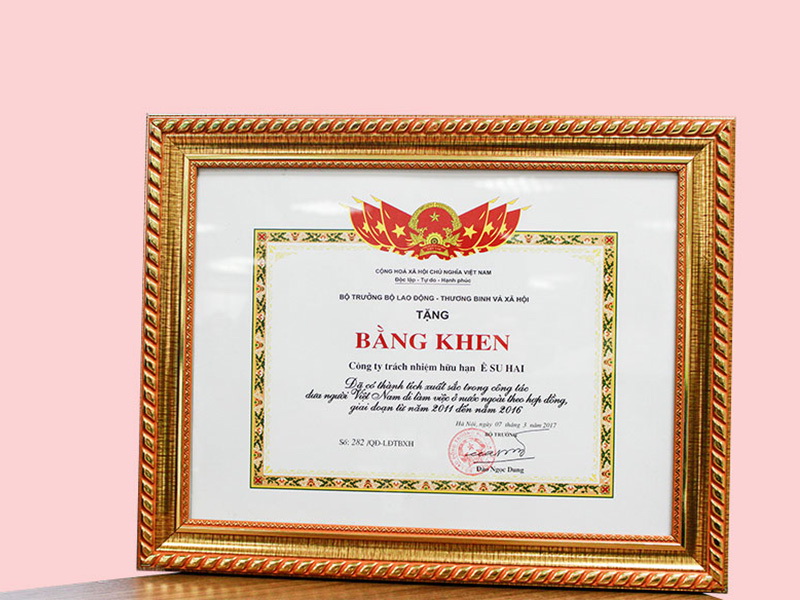 CỘNG HOÀ XÃ HỘI CHỦ NGHĨA VIỆT NAM
Độc lập - Tự do - Hạnh phúc
BỘ TRƯỞNG BỘ LAO ĐỘNG - THƯƠNG BINH VÀ XÃ HỘI
TẶNG
BẰNG KHEN
Công ty trách nhiệm hữu hạn Ê SU HAI
Đã có thành tích xuất sắc trong công tác
đưa người Việt Nam đi làm việc ở nước ngoài theo hợp đồng,
giai đoạn từ năm 2011 đến năm 2016
Hà Nội, ngày 07 tháng 3 năm 2017
BỘ TRƯỞNG
Số: 282 /QĐ-LĐTBXH
Đào Ngọc Dung